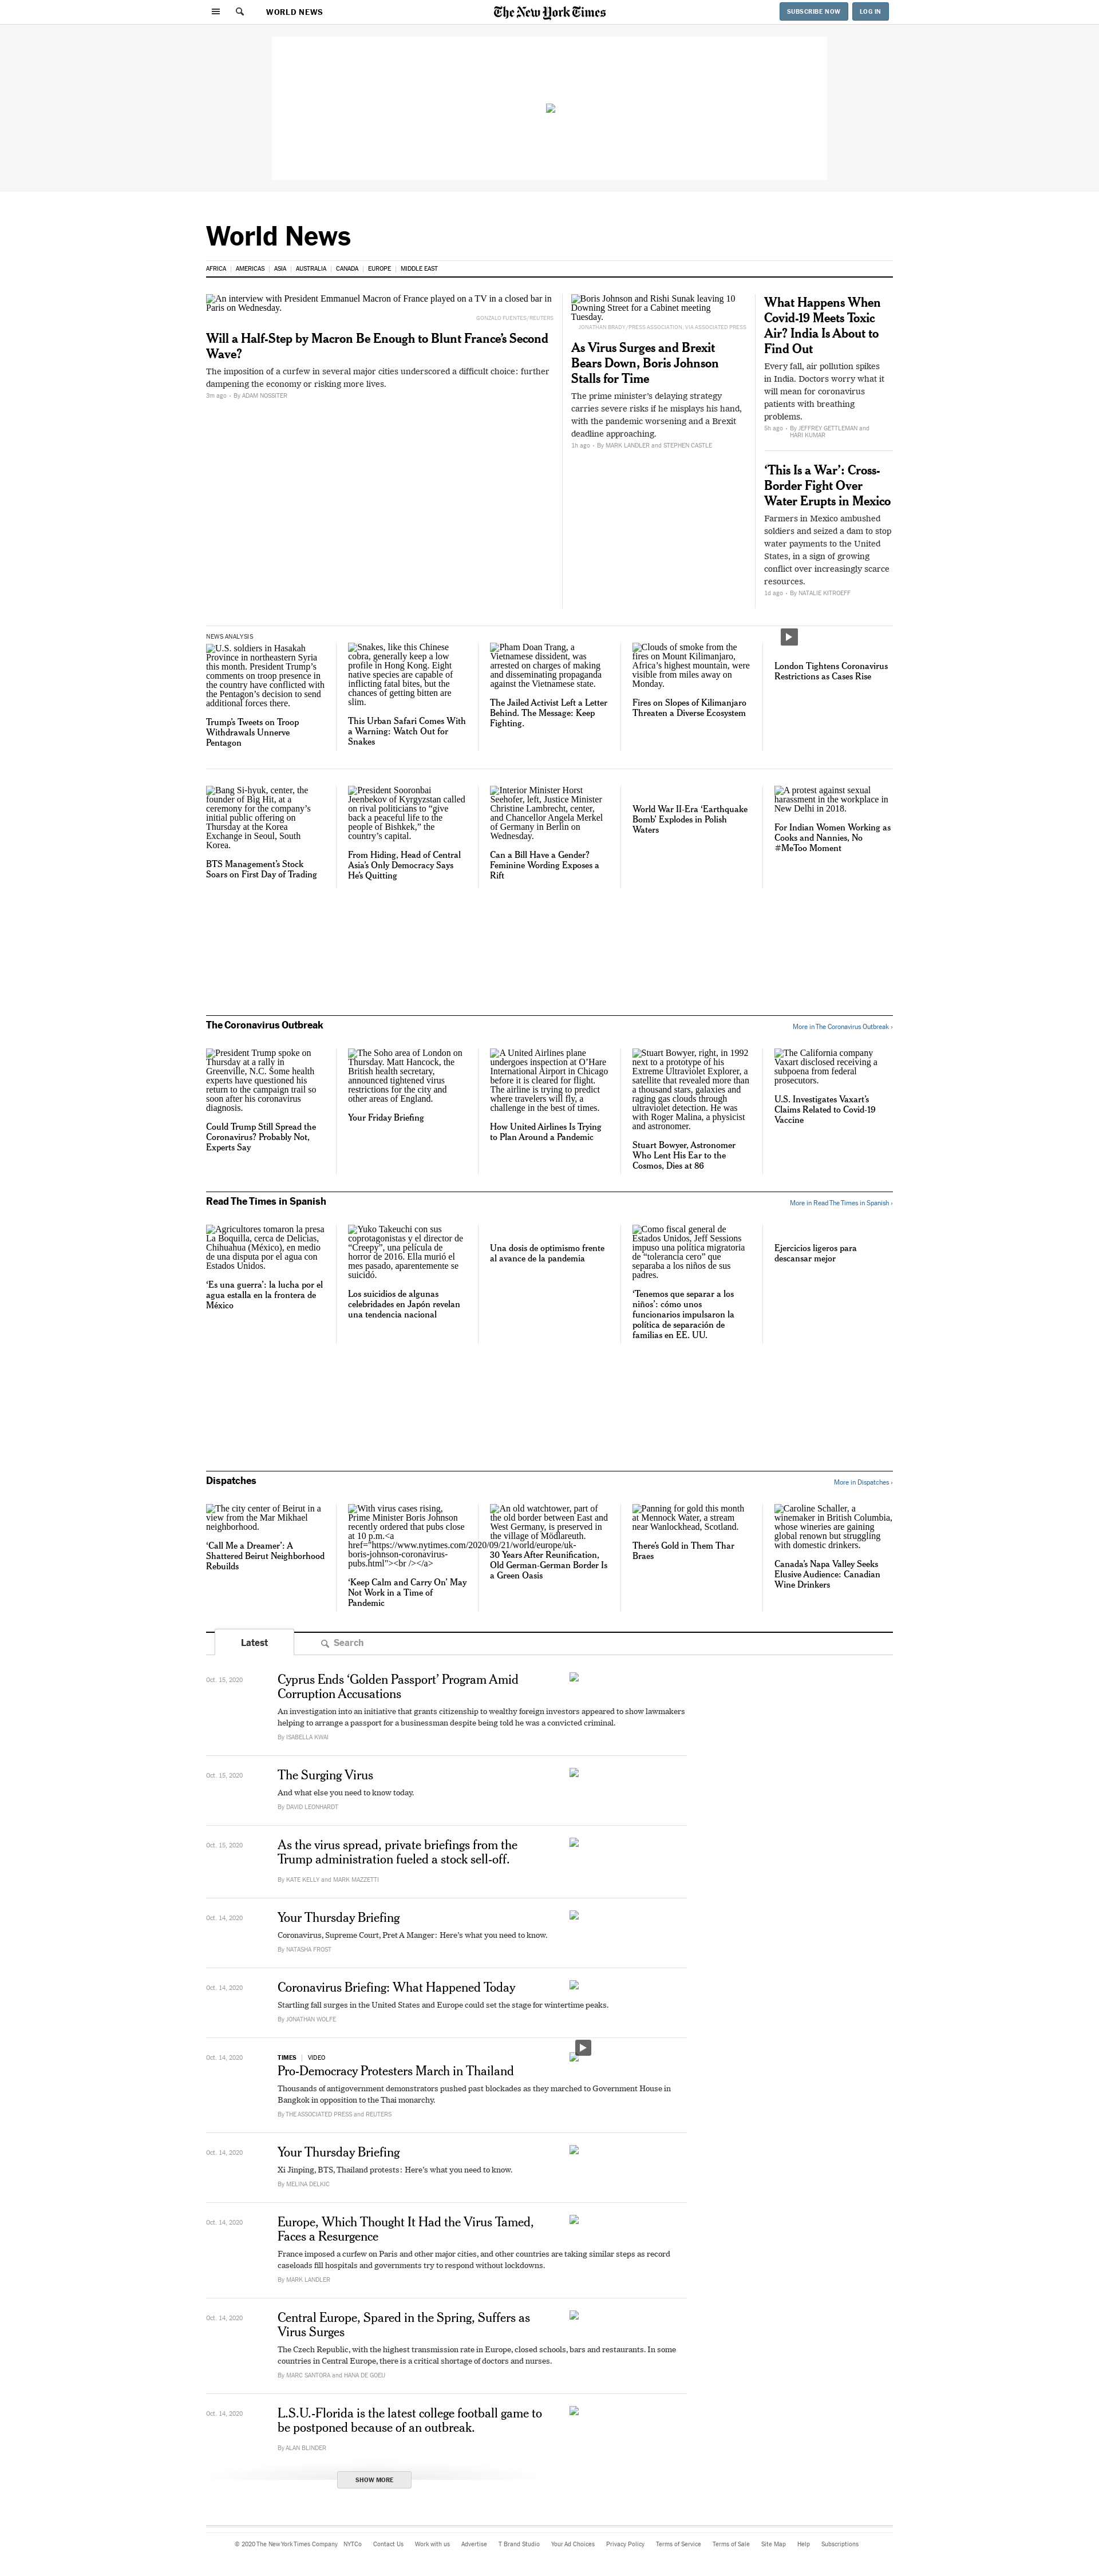 WORLD NEWS
The New York Times
SUBSCRIBE NOW
LOG IN
World News
AFRICA | AMERICAS | ASIA | AUSTRALIA | CANADA | EUROPE | MIDDLE EAST
An interview with President Emmanuel Macron of France played on a TV in a closed bar in
Paris on Wednesday.
GONZALO FUENTES/REUTERS
Will a Half-Step by Macron Be Enough to Blunt France’s Second
Wave?
The imposition of a curfew in several major cities underscored a difficult choice: further
dampening the economy or risking more lives.
3m ago • By ADAM NOSSITER
Boris Johnson and Rishi Sunak leaving 10
Downing Street for a Cabinet meeting
Tuesday.
JONATHAN BRADY/PRESS ASSOCIATION, VIA ASSOCIATED PRESS
As Virus Surges and Brexit
Bears Down, Boris Johnson
Stalls for Time
The prime minister’s delaying strategy
carries severe risks if he misplays his hand,
with the pandemic worsening and a Brexit
deadline approaching.
1h ago • By MARK LANDLER and STEPHEN CASTLE
What Happens When
Covid-19 Meets Toxic
Air? India Is About to
Find Out
Every fall, air pollution spikes
in India. Doctors worry what it
will mean for coronavirus
patients with breathing
problems.
5h ago • By JEFFREY GETTLEMAN and
HARI KUMAR
‘This Is a War’: Cross-
Border Fight Over
Water Erupts in Mexico
Farmers in Mexico ambushed
soldiers and seized a dam to stop
water payments to the United
States, in a sign of growing
conflict over increasingly scarce
resources.
1d ago • By NATALIE KITROEFF
NEWS ANALYSIS
U.S. soldiers in Hasakah
Province in northeastern Syria
this month. President Trump’s
comments on troop presence in
the country have conflicted with
the Pentagon’s decision to send
additional forces there.
Trump’s Tweets on Troop
Withdrawals Unnerve
Pentagon
Snakes, like this Chinese
cobra, generally keep a low
profile in Hong Kong. Eight
native species are capable of
inflicting fatal bites, but the
chances of getting bitten are
slim.
This Urban Safari Comes With
a Warning: Watch Out for
Snakes
Pham Doan Trang, a
Vietnamese dissident, was
arrested on charges of making
and disseminating propaganda
against the Vietnamese state.
The Jailed Activist Left a Letter
Behind. The Message: Keep
Fighting.
Clouds of smoke from the
fires on Mount Kilimanjaro,
Africa’s highest mountain, were
visible from miles away on
Monday.
Fires on Slopes of Kilimanjaro
Threaten a Diverse Ecosystem
London Tightens Coronavirus
Restrictions as Cases Rise
Bang Si-hyuk, center, the
founder of Big Hit, at a
ceremony for the company’s
initial public offering on
Thursday at the Korea
Exchange in Seoul, South
Korea.
BTS Management’s Stock
Soars on First Day of Trading
President Sooronbai
Jeenbekov of Kyrgyzstan called
on rival politicians to “give
back a peaceful life to the
people of Bishkek,” the
country’s capital.
From Hiding, Head of Central
Asia’s Only Democracy Says
He’s Quitting
Interior Minister Horst
Seehofer, left, Justice Minister
Christine Lambrecht, center,
and Chancellor Angela Merkel
of Germany in Berlin on
Wednesday.
Can a Bill Have a Gender?
Feminine Wording Exposes a
Rift
World War II-Era ‘Earthquake
Bomb’ Explodes in Polish
Waters
A protest against sexual
harassment in the workplace in
New Delhi in 2018.
For Indian Women Working as
Cooks and Nannies, No
#MeToo Moment
The Coronavirus Outbreak
More in The Coronavirus Outbreak ›
President Trump spoke on
Thursday at a rally in
Greenville, N.C. Some health
experts have questioned his
return to the campaign trail so
soon after his coronavirus
diagnosis.
Could Trump Still Spread the
Coronavirus? Probably Not,
Experts Say
The Soho area of London on
Thursday. Matt Hancock, the
British health secretary,
announced tightened virus
restrictions for the city and
other areas of England.
Your Friday Briefing
A United Airlines plane
undergoes inspection at O’Hare
International Airport in Chicago
before it is cleared for flight.
The airline is trying to predict
where travelers will fly, a
challenge in the best of times.
How United Airlines Is Trying
to Plan Around a Pandemic
Stuart Bowyer, right, in 1992
next to a prototype of his
Extreme Ultraviolet Explorer, a
satellite that revealed more than
a thousand stars, galaxies and
raging gas clouds through
ultraviolet detection. He was
with Roger Malina, a physicist
and astronomer.
Stuart Bowyer, Astronomer
Who Lent His Ear to the
Cosmos, Dies at 86
The California company
Vaxart disclosed receiving a
subpoena from federal
prosecutors.
U.S. Investigates Vaxart’s
Claims Related to Covid-19
Vaccine
Read The Times in Spanish
More in Read The Times in Spanish ›
Agricultores tomaron la presa
La Boquilla, cerca de Delicias,
Chihuahua (México), en medio
de una disputa por el agua con
Estados Unidos.
‘Es una guerra’: la lucha por el
agua estalla en la frontera de
México
Yuko Takeuchi con sus
coprotagonistas y el director de
“Creepy”, una película de
horror de 2016. Ella murió el
mes pasado, aparentemente se
suicidó.
Los suicidios de algunas
celebridades en Japón revelan
una tendencia nacional
Una dosis de optimismo frente
al avance de la pandemia
Como fiscal general de
Estados Unidos, Jeff Sessions
impuso una política migratoria
de “tolerancia cero” que
separaba a los niños de sus
padres.
‘Tenemos que separar a los
niños’: cómo unos
funcionarios impulsaron la
política de separación de
familias en EE. UU.
Ejercicios ligeros para
descansar mejor
Dispatches
More in Dispatches ›
The city center of Beirut in a
view from the Mar Mikhael
neighborhood.
‘Call Me a Dreamer’: A
Shattered Beirut Neighborhood
Rebuilds
With virus cases rising,
Prime Minister Boris Johnson
recently ordered that pubs close
at 10 p.m.<a
href="https://www.nytimes.com/2020/09/21/world/europe/uk-
boris-johnson-coronavirus-
pubs.html"><br /></a>
‘Keep Calm and Carry On’ May
Not Work in a Time of
Pandemic
An old watchtower, part of
the old border between East and
West Germany, is preserved in
the village of Mödlareuth.
30 Years After Reunification,
Old German-German Border Is
a Green Oasis
Panning for gold this month
at Mennock Water, a stream
near Wanlockhead, Scotland.
There’s Gold in Them Thar
Braes
Caroline Schaller, a
winemaker in British Columbia,
whose wineries are gaining
global renown but struggling
with domestic drinkers.
Canada’s Napa Valley Seeks
Elusive Audience: Canadian
Wine Drinkers
Latest
Search
Oct. 15, 2020
Cyprus Ends ‘Golden Passport’ Program Amid
Corruption Accusations
An investigation into an initiative that grants citizenship to wealthy foreign investors appeared to show lawmakers
helping to arrange a passport for a businessman despite being told he was a convicted criminal.
By ISABELLA KWAI
Oct. 15, 2020
The Surging Virus
And what else you need to know today.
By DAVID LEONHARDT
Oct. 15, 2020
As the virus spread, private briefings from the
Trump administration fueled a stock sell-off.
By KATE KELLY and MARK MAZZETTI
Oct. 14, 2020
Your Thursday Briefing
Coronavirus, Supreme Court, Pret A Manger: Here’s what you need to know.
By NATASHA FROST
Oct. 14, 2020
Coronavirus Briefing: What Happened Today
Startling fall surges in the United States and Europe could set the stage for wintertime peaks.
By JONATHAN WOLFE
Oct. 14, 2020
TIMES | VIDEO
Pro-Democracy Protesters March in Thailand
Thousands of antigovernment demonstrators pushed past blockades as they marched to Government House in
Bangkok in opposition to the Thai monarchy.
By THE ASSOCIATED PRESS and REUTERS
Oct. 14, 2020
Your Thursday Briefing
Xi Jinping, BTS, Thailand protests: Here’s what you need to know.
By MELINA DELKIC
Oct. 14, 2020
Europe, Which Thought It Had the Virus Tamed,
Faces a Resurgence
France imposed a curfew on Paris and other major cities, and other countries are taking similar steps as record
caseloads fill hospitals and governments try to respond without lockdowns.
By MARK LANDLER
Oct. 14, 2020
Central Europe, Spared in the Spring, Suffers as
Virus Surges
The Czech Republic, with the highest transmission rate in Europe, closed schools, bars and restaurants. In some
countries in Central Europe, there is a critical shortage of doctors and nurses.
By MARC SANTORA and HANA DE GOEIJ
Oct. 14, 2020
L.S.U.-Florida is the latest college football game to
be postponed because of an outbreak.
By ALAN BLINDER
SHOW MORE
© 2020 The New York Times Company NYTCo Contact Us Work with us Advertise T Brand Studio Your Ad Choices Privacy Policy Terms of Service Terms of Sale Site Map Help Subscriptions